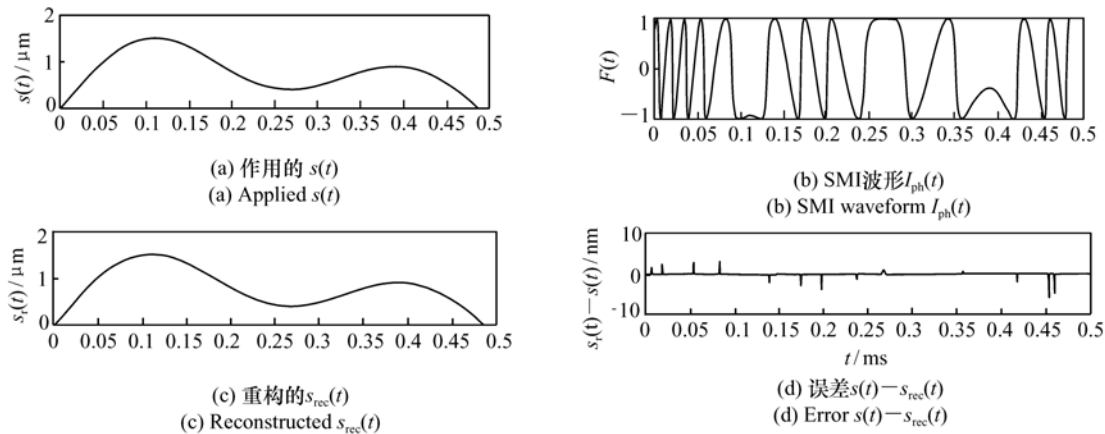 2
1
0
s(t)/μm
0 0.05 0.1 0.15 0.2 0.25 0.3 0.35 0.4 0.45 0.5
(a) 作用的 s(t)
(a) Applied s(t)
1
0
−1
F(t)
0 0.05 0.1 0.15 0.2 0.25 0.3 0.35 0.4 0.45 0.5
(b) SMI波形Iph(t)
(b) SMI waveform Iph(t)
2
1
0
sr(t)/μm
0 0.05 0.1 0.15 0.2 0.25 0.3 0.35 0.4 0.45 0.5
(c) 重构的srec(t)
(c) Reconstructed srec(t)
10
0
-10
sr(t)−s(t)/nm
0 0.05 0.1 0.15 0.2 0.25 0.3 0.35 0.4 0.45 0.5
t/ms
(d) 误差s(t)−srec(t)
(d) Error s(t)−srec(t)